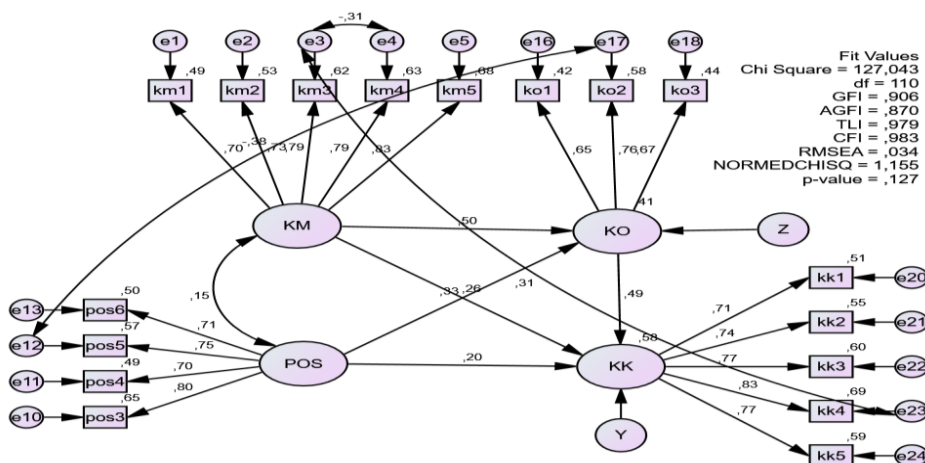 -,31
e1 e2 e3 e4 e5 e16 e17 e18
,49 ,53 ,62 ,63 ,68 ,42 ,58 ,44
km1 km2 km3 km4 km5 ko1 ko2 ko3
Fit Values
Chi Square = 127,043
df = 110
GFI = ,906
AGFI = ,870
TLI = ,979
CFI = ,983
RMSEA = ,034
NORMEDCHISQ = 1,155
p-value = ,127
,70 -,38 ,73 ,79 ,79 ,83 ,65 ,76 ,67
KM ,50 ,41 KO Z
,15 ,33 ,26 ,31 ,49
,51
kk1 e20
,50
e13 pos6 ,71 ,71
,55
kk2 e21
,57
e12 pos5 ,75 ,74
,58
,60
kk3 e22
,49
e11 pos4 ,70 POS ,20 KK ,77
,65
e10 pos3 ,80 ,83
,69
kk4 e23
,77
Y
,59
kk5 e24